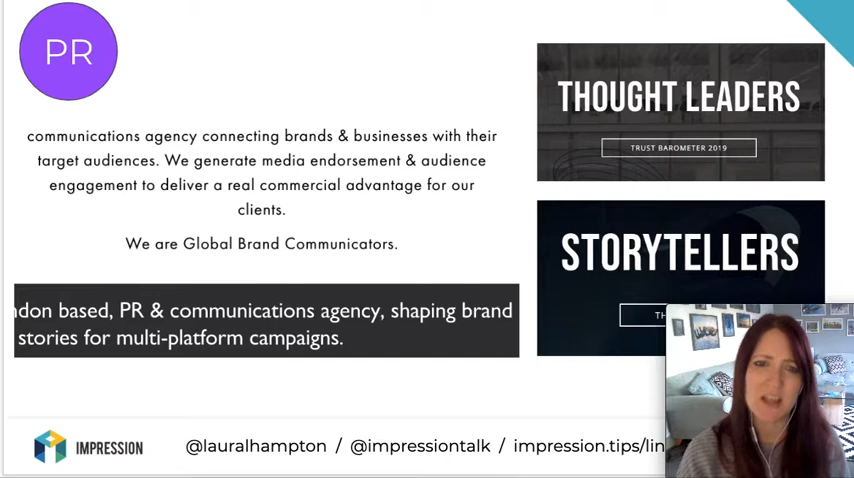 PR
communications agency connecting brands & businesses with their
target audiences. We generate media endorsement & audience
engagement to deliver a real commercial advantage for our
clients.
We are Global Brand Communicators.
based, PR & communications agency, shaping brand
stories for multi-platform campaigns.
THOUGHT LEADERS
TRUST BAROMETER 2019
STORYTELLERS
IMPRESSION
@lauralhampton / @impressiontalk / impression.tips/lin